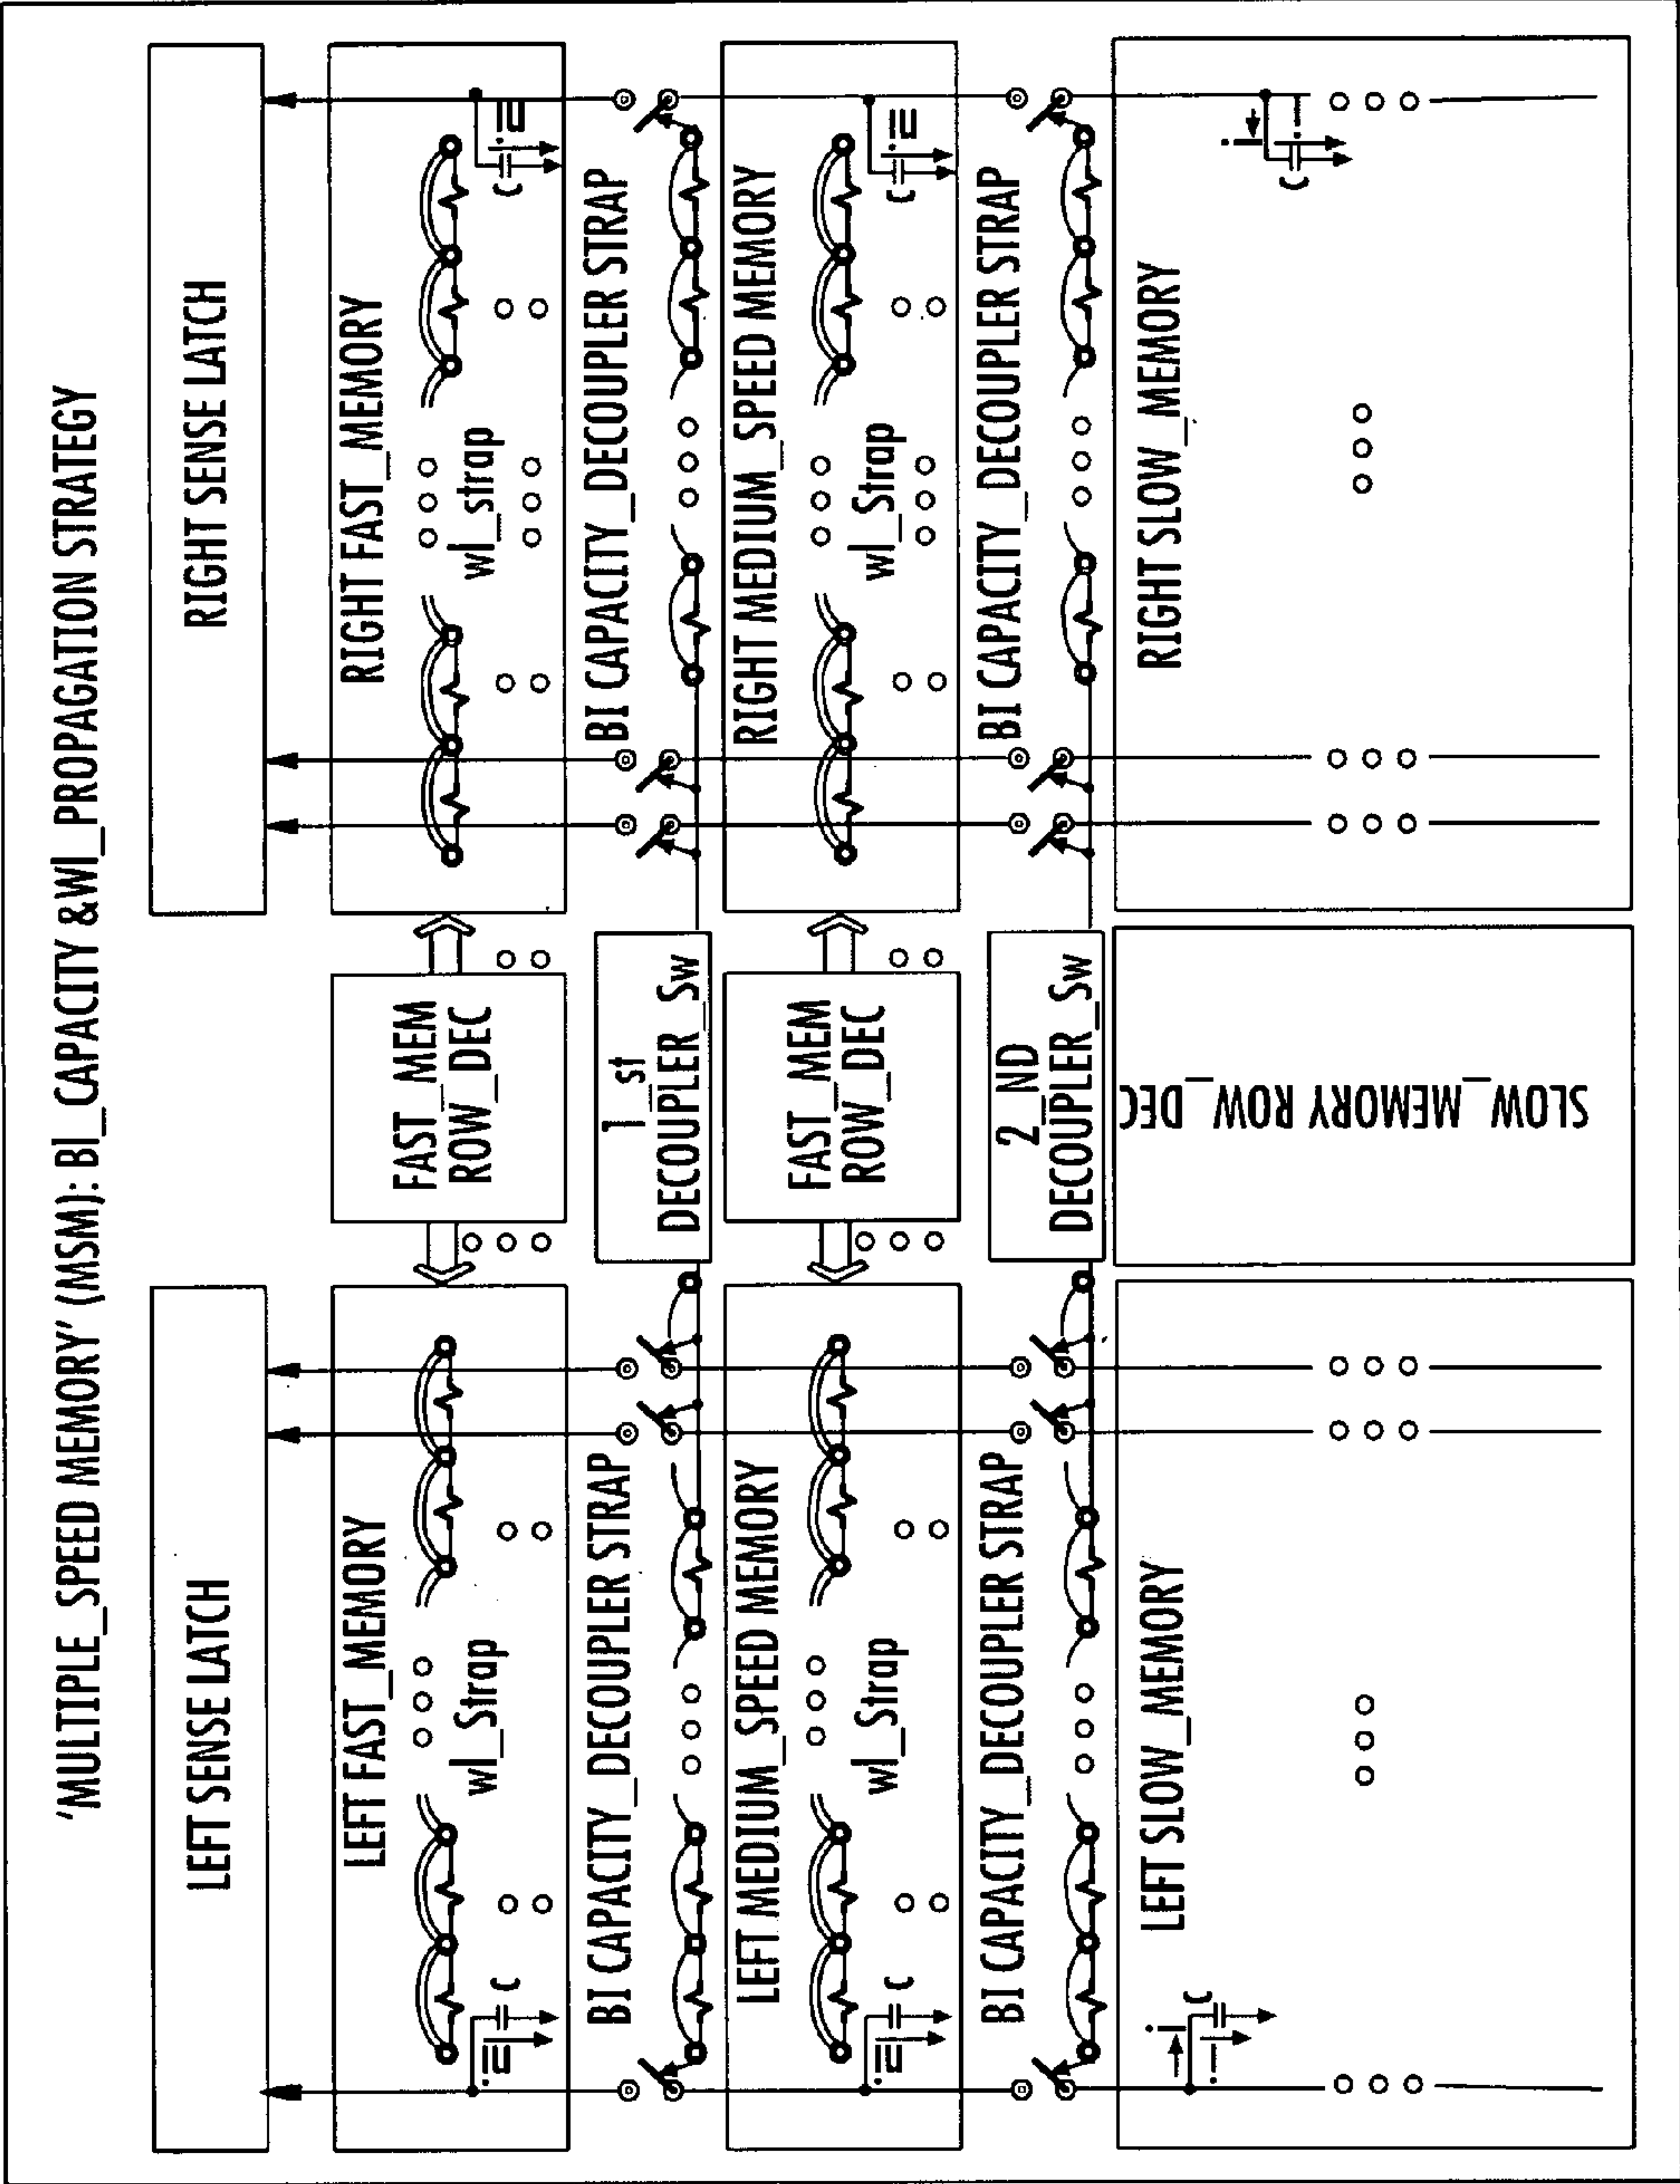 'MULTIPLE_SPEED MEMORY' (MSM): BI_CAPACITY &WI_PROPAGATION STRATEGY
LEFT SENSE LATCH
RIGHT SENSE LATCH
LEFT FAST_MEMORY
FAST_MEM
ROW_DEC
RIGHT FAST_MEMORY
wl_Strap
wl_strap
C
C
BI CAPACITY_DECOUPLER STRAP
1_st
DECOUPLER_Sw
BI CAPACITY_DECOUPLER STRAP
LEFT MEDIUM_SPEED MEMORY
FAST_MEM
ROW_DEC
RIGHT MEDIUM_SPEED MEMORY
wl_Strap
wl_Strap
C
C
BI CAPACITY_DECOUPLER STRAP
2_ND
DECOUPLER_Sw
BI CAPACITY_DECOUPLER STRAP
LEFT SLOW_MEMORY
SLOW_MEMORY ROW_DEC
RIGHT SLOW_MEMORY
i
C
i
C